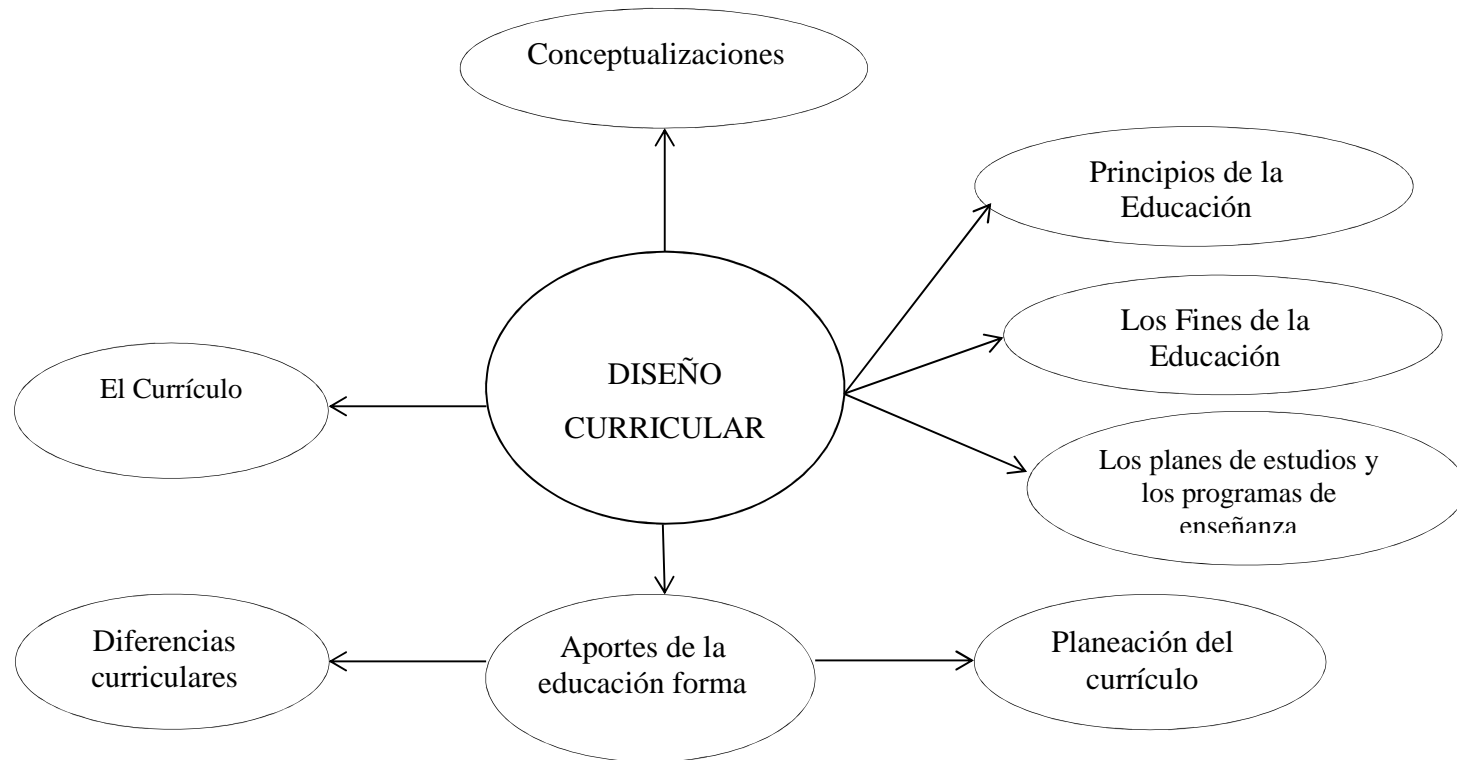 Conceptualizaciones
Principios de la
Educación
Los Fines de la
Educación
DISEÑO
CURRICULAR
El Currículo
Los planes de estudios y
los programas de
enseñanza
Diferencias
curriculares
Aportes de la
educación forma
Planeación del
currículo